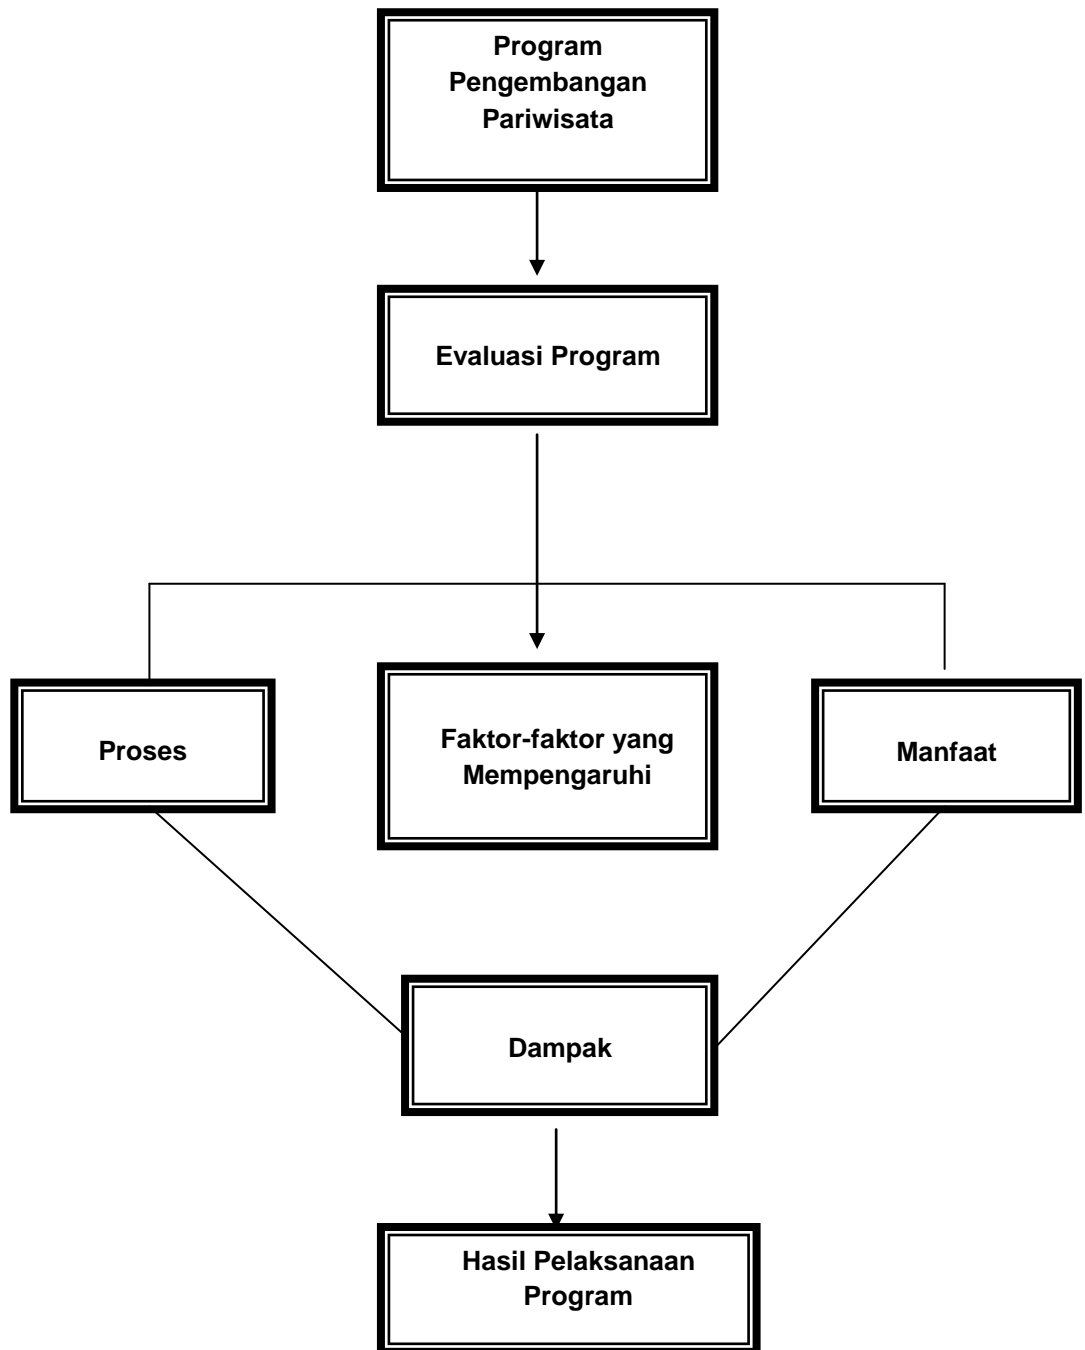 Program
Pengembangan
Pariwisata
Evaluasi Program
Proses
Faktor-faktor yang
Mempengaruhi
Manfaat
Dampak
Hasil Pelaksanaan
Program